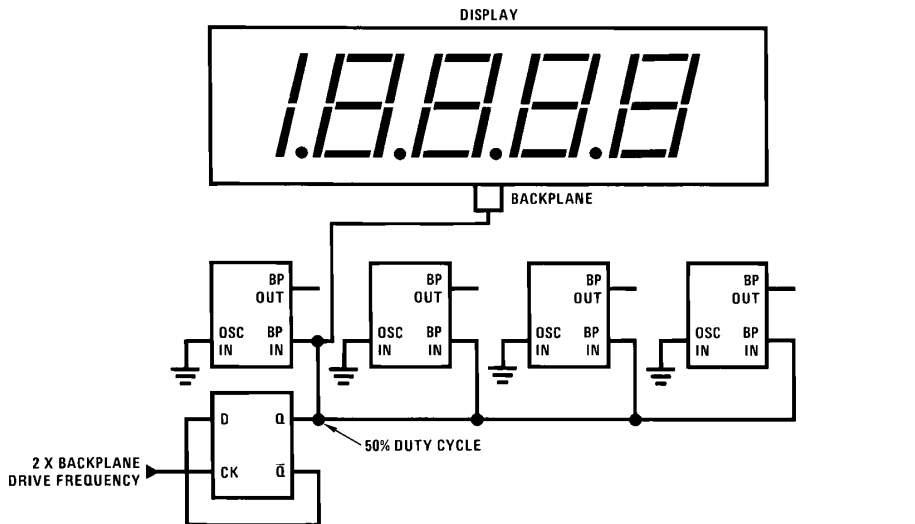 DISPLAY
1.8.8.8.8
BACKPLANE
BP
OUT
OSC
IN
BP
IN
BP
OUT
OSC
IN
BP
IN
BP
OUT
OSC
IN
BP
IN
BP
OUT
OSC
IN
BP
IN
D
Q
50% DUTY CYCLE
2 X BACKPLANE
DRIVE FREQUENCY
CK
Q̅